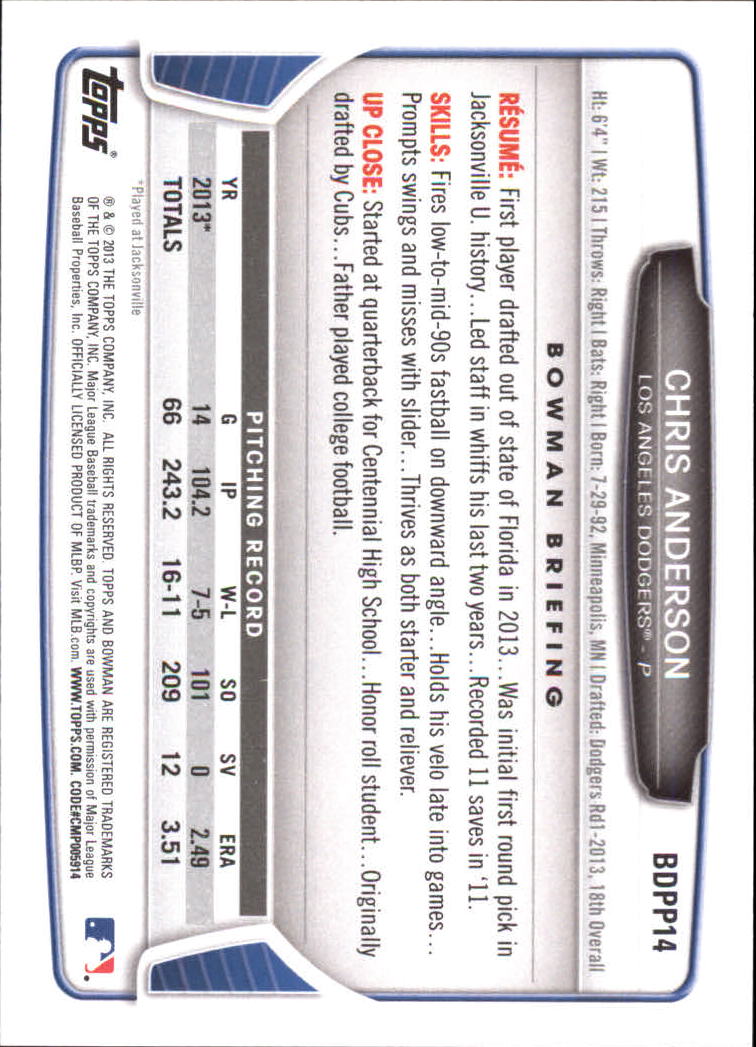 BDPP14
CHRIS ANDERSON
LOS ANGELES DODGERS® - P
Ht: 6'4" | Wt: 215 | Throws: Right | Bats: Right | Born: 7-29-92, Minneapolis, MN | Drafted: Dodgers Rd1-2013, 18th Overall
BOWMAN BRIEFING
RÉSUMÉ: First player drafted out of state of Florida in 2013...Was initial first round pick in
Jacksonville U. history...Led staff in whiffs his last two years...Recorded 11 saves in '11.
SKILLS: Fires low-to-mid-90s fastball on downward angle...Holds his velo late into games...
Prompts swings and misses with slider...Thrives as both starter and reliever.
UP CLOSE: Started at quarterback for Centennial High School...Honor roll student...Originally
drafted by Cubs...Father played college football.
PITCHING RECORD
YR G IP W-L SO SV ERA
2013* 14 104.2 7-5 101 0 2.49
TOTALS 66 243.2 16-11 209 12 3.51
*Played at Jacksonville
Topps®
® & © 2013 THE TOPPS COMPANY, INC. ALL RIGHTS RESERVED. TOPPS AND BOWMAN ARE REGISTERED TRADEMARKS
OF THE TOPPS COMPANY, INC. Major League Baseball trademarks and copyrights are used with permission of Major League
Baseball Properties, Inc. OFFICIALLY LICENSED PRODUCT OF MLBP. Visit MLB.com. WWW.TOPPS.COM. CODE#CMP005914